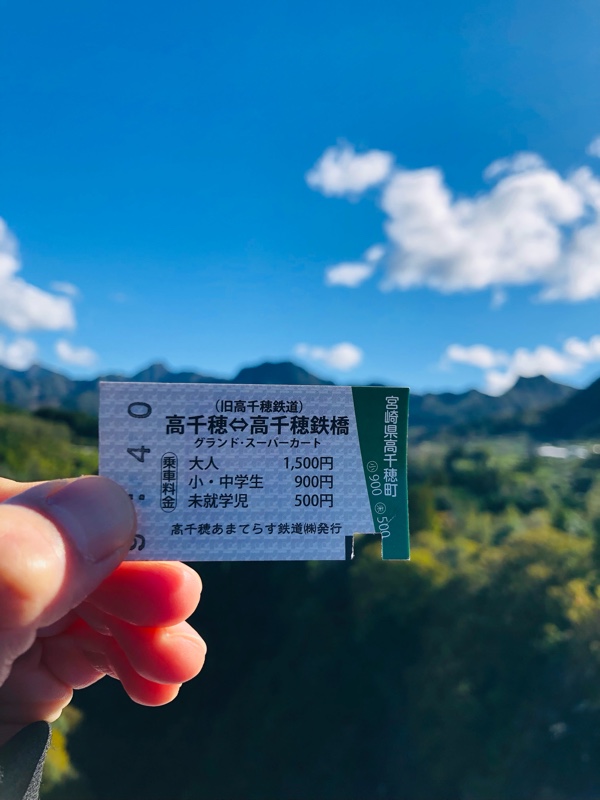 (旧高千穂鉄道)
高千穂⇔高千穂鉄橋
グランド・スーパーカート
乗車料金
大人 1,500円
小・中学生 900円
未就学児 500円
高千穂あまてらす鉄道㈱発行
宮崎県高千穂町
小 900 未 500
9:40